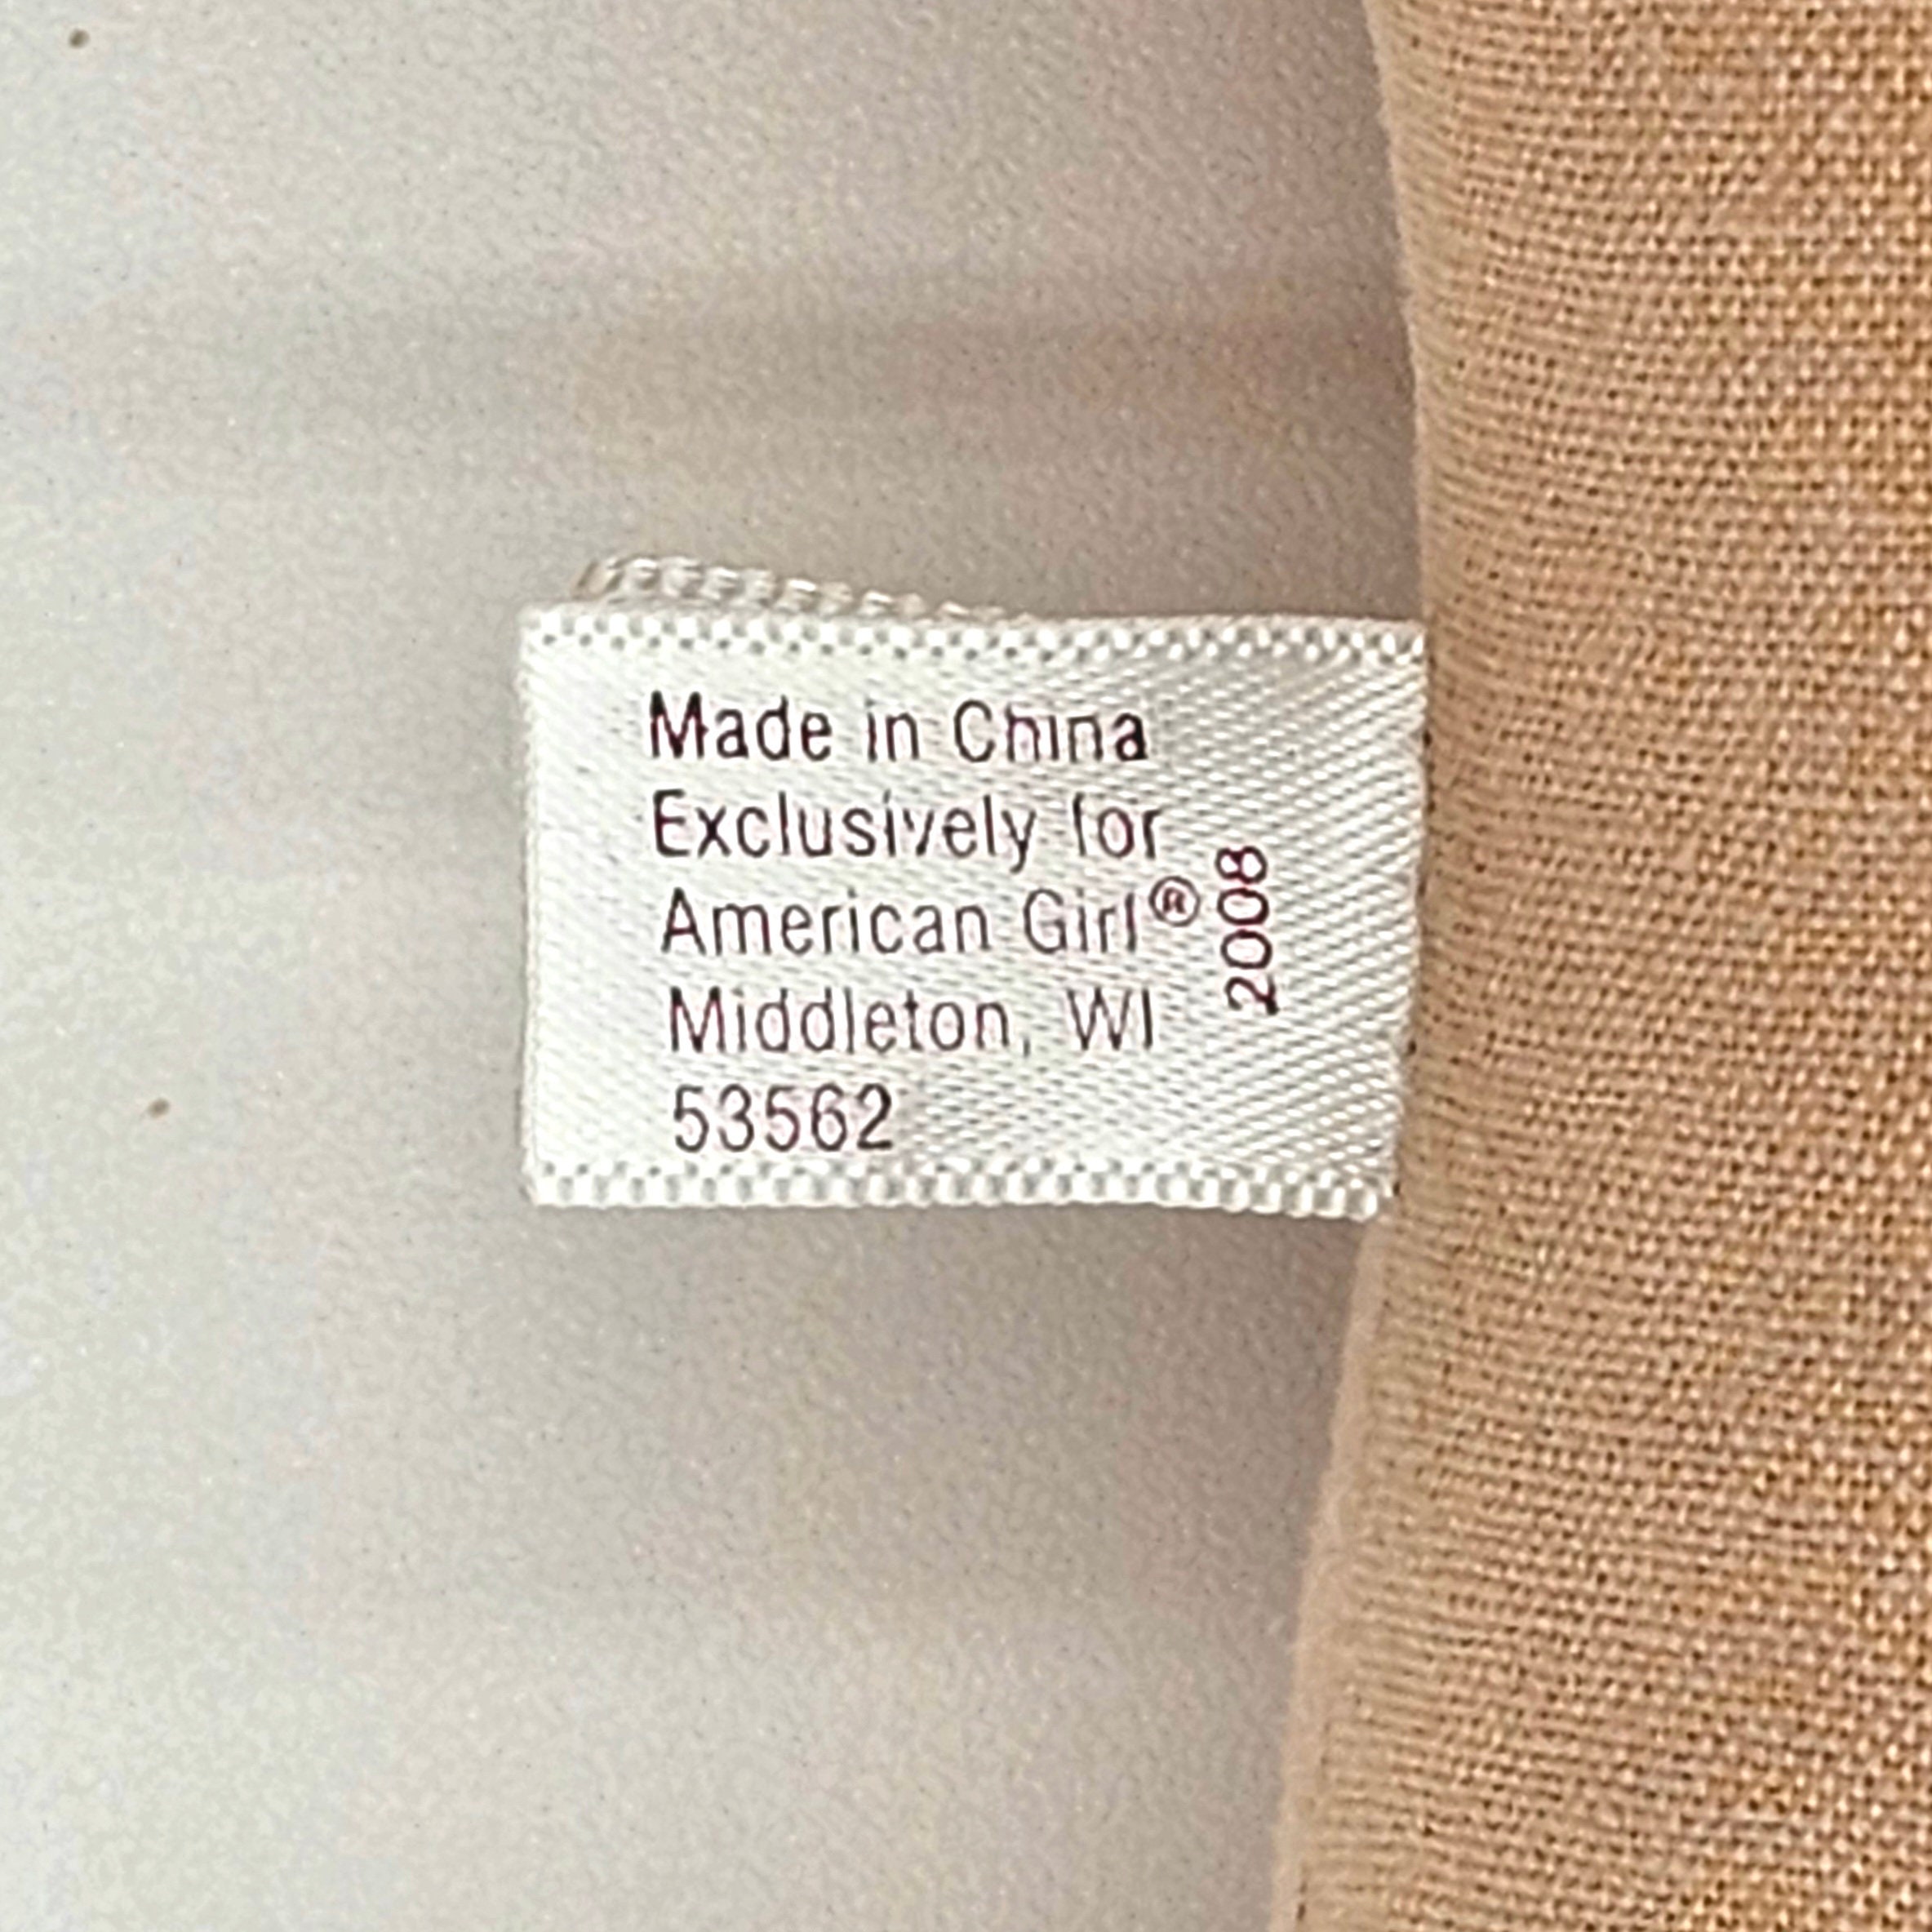 Made in China
Exclusively for
American Girl®
Middleton, WI
53562
2008